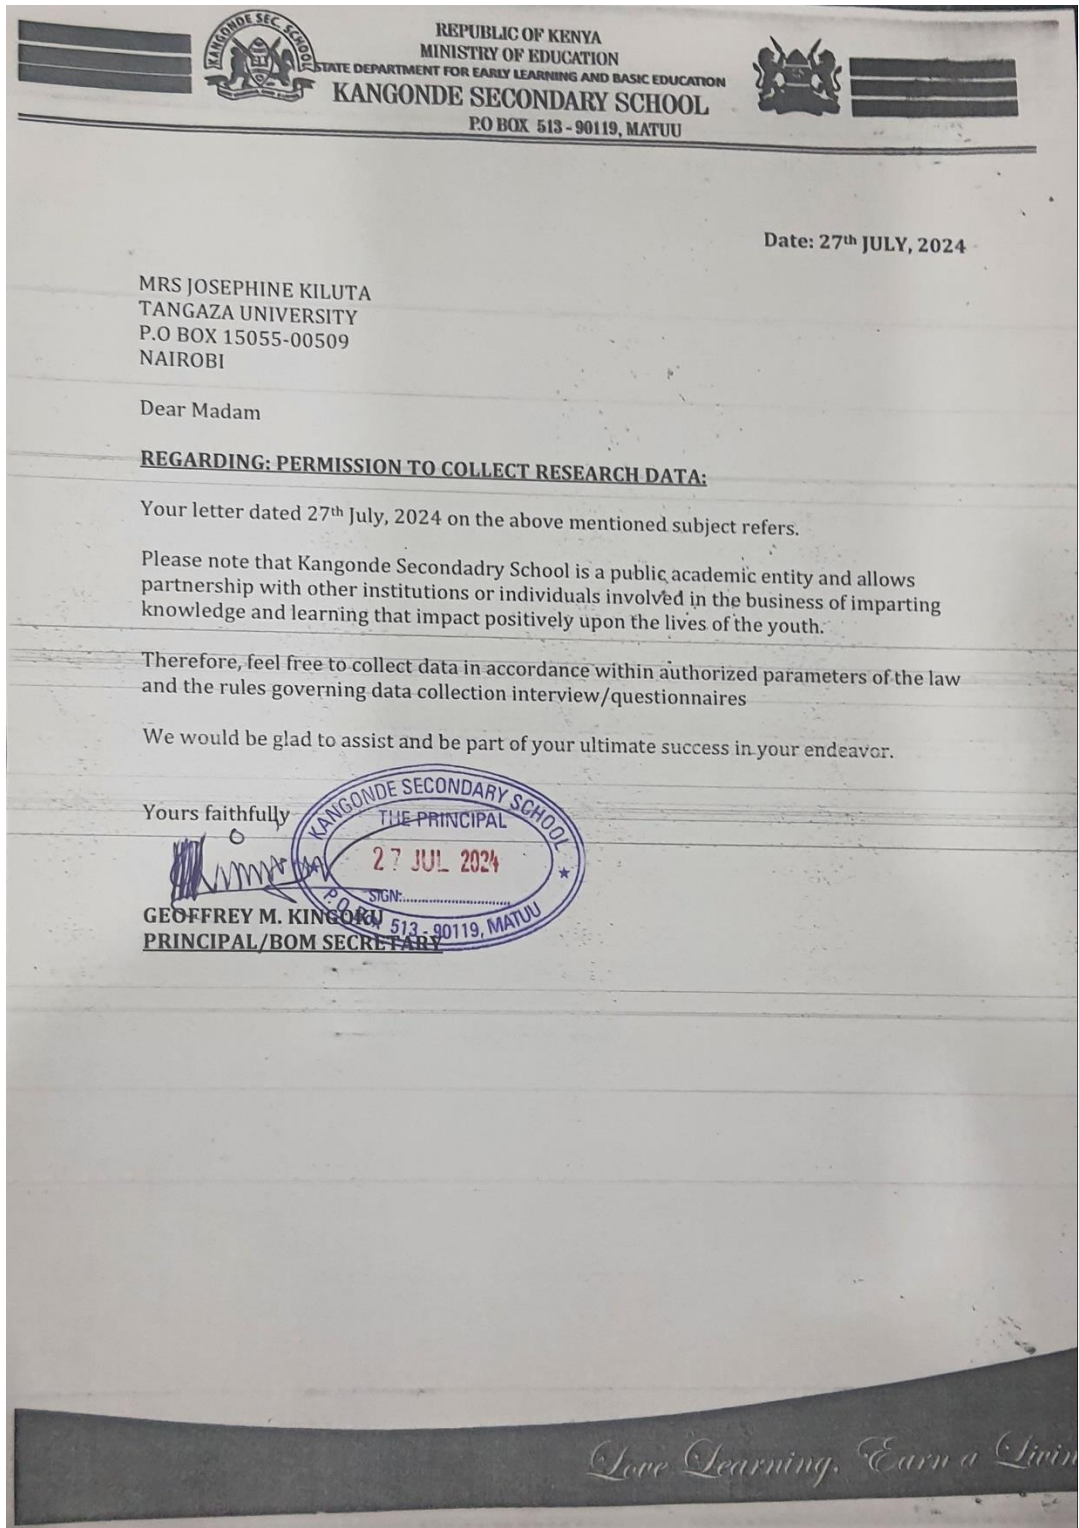 KANGONDE SEC. SCHOOL
REPUBLIC OF KENYA
MINISTRY OF EDUCATION
STATE DEPARTMENT FOR EARLY LEARNING AND BASIC EDUCATION
KANGONDE SECONDARY SCHOOL
P.O BOX 513 - 90119, MATUU
Date: 27th JULY, 2024
MRS JOSEPHINE KILUTA
TANGAZA UNIVERSITY
P.O BOX 15055-00509
NAIROBI
Dear Madam
REGARDING: PERMISSION TO COLLECT RESEARCH DATA:
Your letter dated 27th July, 2024 on the above mentioned subject refers.
Please note that Kangonde Secondadry School is a public academic entity and allows
partnership with other institutions or individuals involved in the business of imparting
knowledge and learning that impact positively upon the lives of the youth.
Therefore, feel free to collect data in accordance within authorized parameters of the law
and the rules governing data collection interview/questionnaires
We would be glad to assist and be part of your ultimate success in your endeavor.
Yours faithfully
KANGONDE SECONDARY SCHOOL
THE PRINCIPAL
27 JUL 2024
SIGN:..............................
P.O. Box 513 - 90119, MATUU
GEOFFREY M. KINGOKU
PRINCIPAL/BOM SECRETARY
Love Learning, Earn a Livin